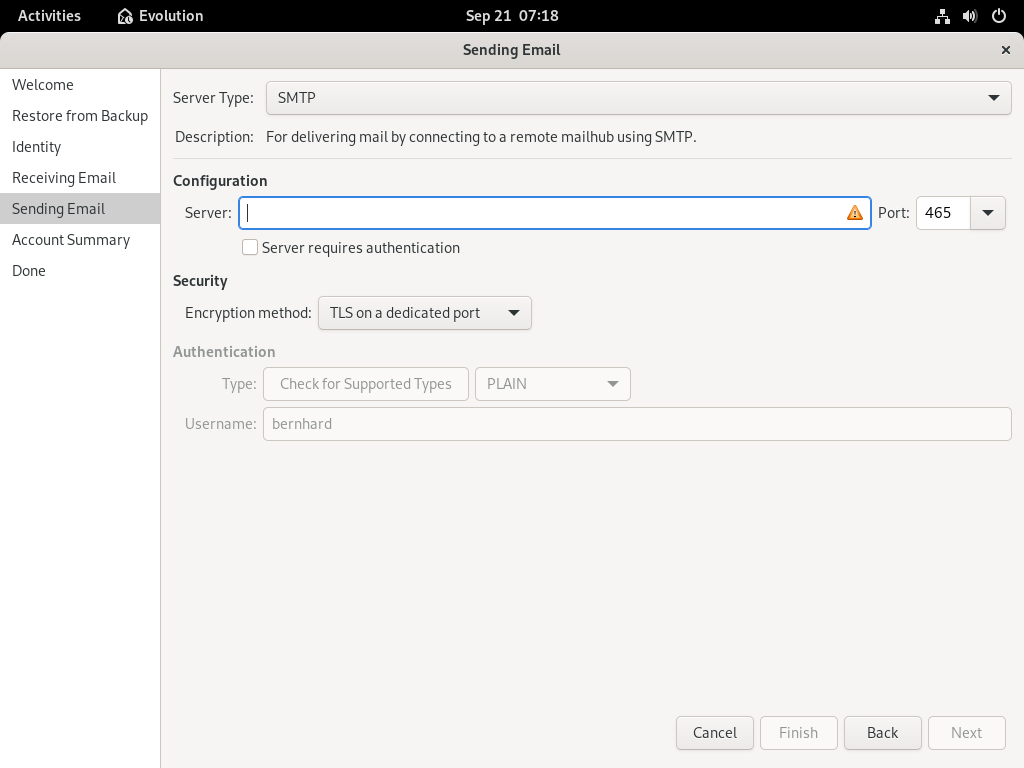 Activities Evolution Sep 21 07:18
Sending Email
Welcome
Restore from Backup
Identity
Receiving Email
Sending Email
Account Summary
Done
Server Type: SMTP
Description: For delivering mail by connecting to a remote mailhub using SMTP.
Configuration
Server: Port: 465
Server requires authentication
Security
Encryption method: TLS on a dedicated port
Authentication
Type: Check for Supported Types PLAIN
Username: bernhard
Cancel Finish Back Next